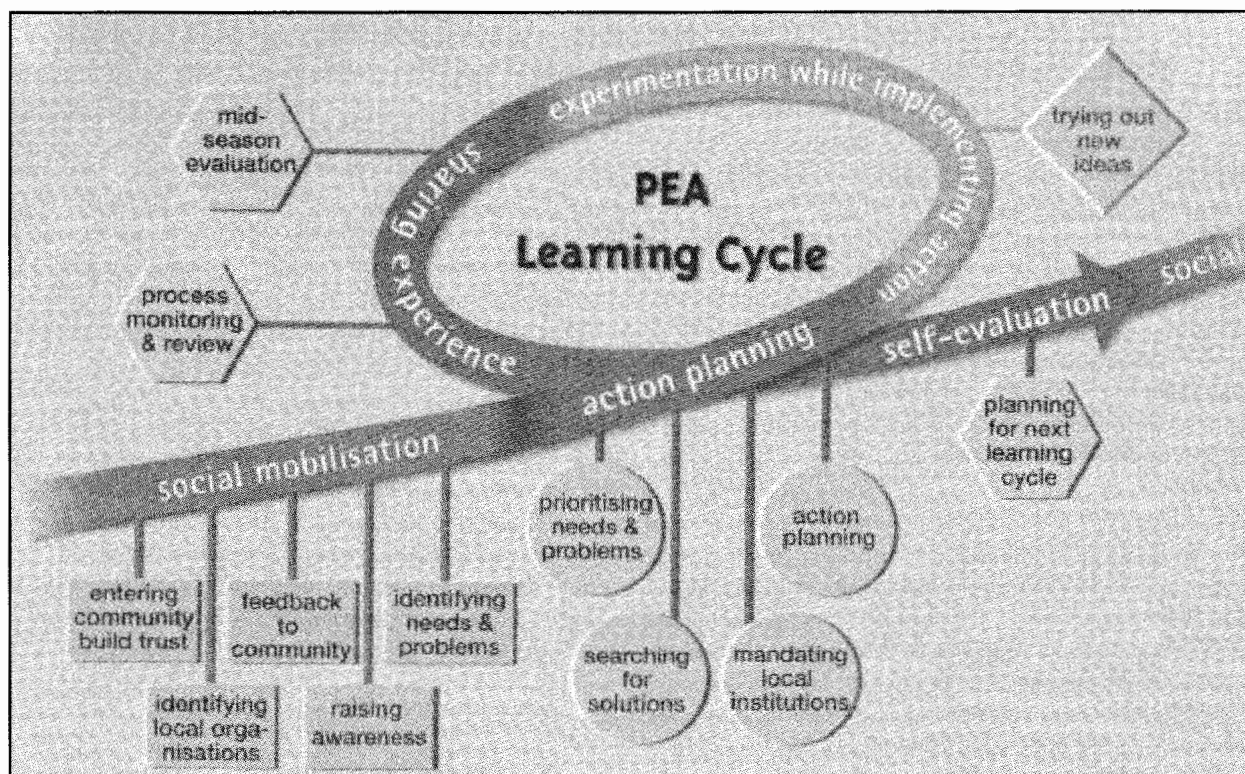 experimentation while implementing action
mid-
season
evaluation
trying out
new
ideas
sharing experience
PEA
Learning Cycle
process
monitoring
& review
social
self-evaluation
action planning
social mobilisation
planning
for next
learning
cycle
prioritising
needs &
problems
action
planning
entering
community
build trust
feedback
to
community
identifying
needs &
problems
searching
for
solutions
mandating
local
institutions
identifying
local orga-
nisations
raising
awareness